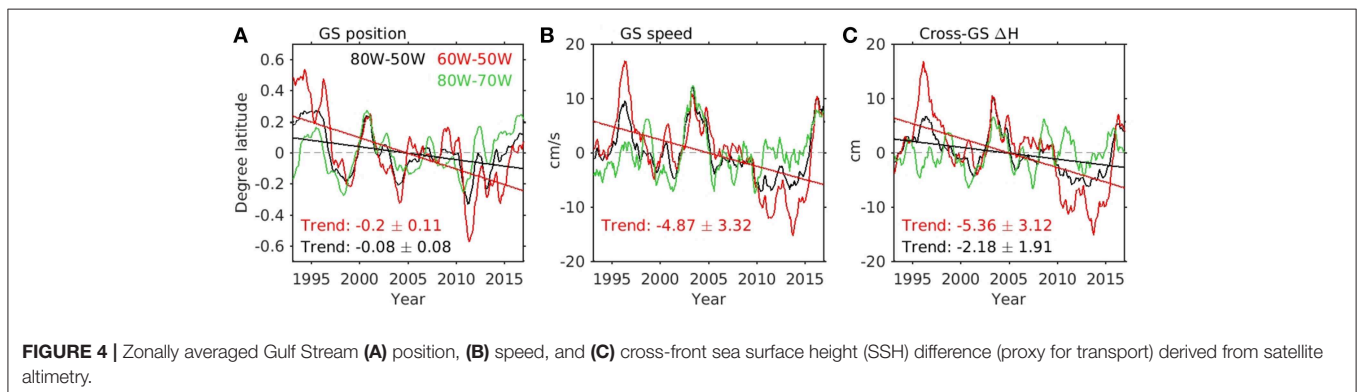 A GS position
80W-50W 60W-50W
80W-70W
Degree latitude
0.6
0.4
0.2
0
-0.2
-0.4
-0.6
Trend: -0.2 ± 0.11
Trend: -0.08 ± 0.08
1995 2000 2005 2010 2015
Year
B GS speed
cm/s
20
10
0
-10
-20
Trend: -4.87 ± 3.32
1995 2000 2005 2010 2015
Year
C Cross-GS ΔH
cm
20
10
0
-10
-20
Trend: -5.36 ± 3.12
Trend: -2.18 ± 1.91
1995 2000 2005 2010 2015
Year
FIGURE 4 | Zonally averaged Gulf Stream (A) position, (B) speed, and (C) cross-front sea surface height (SSH) difference (proxy for transport) derived from satellite
altimetry.